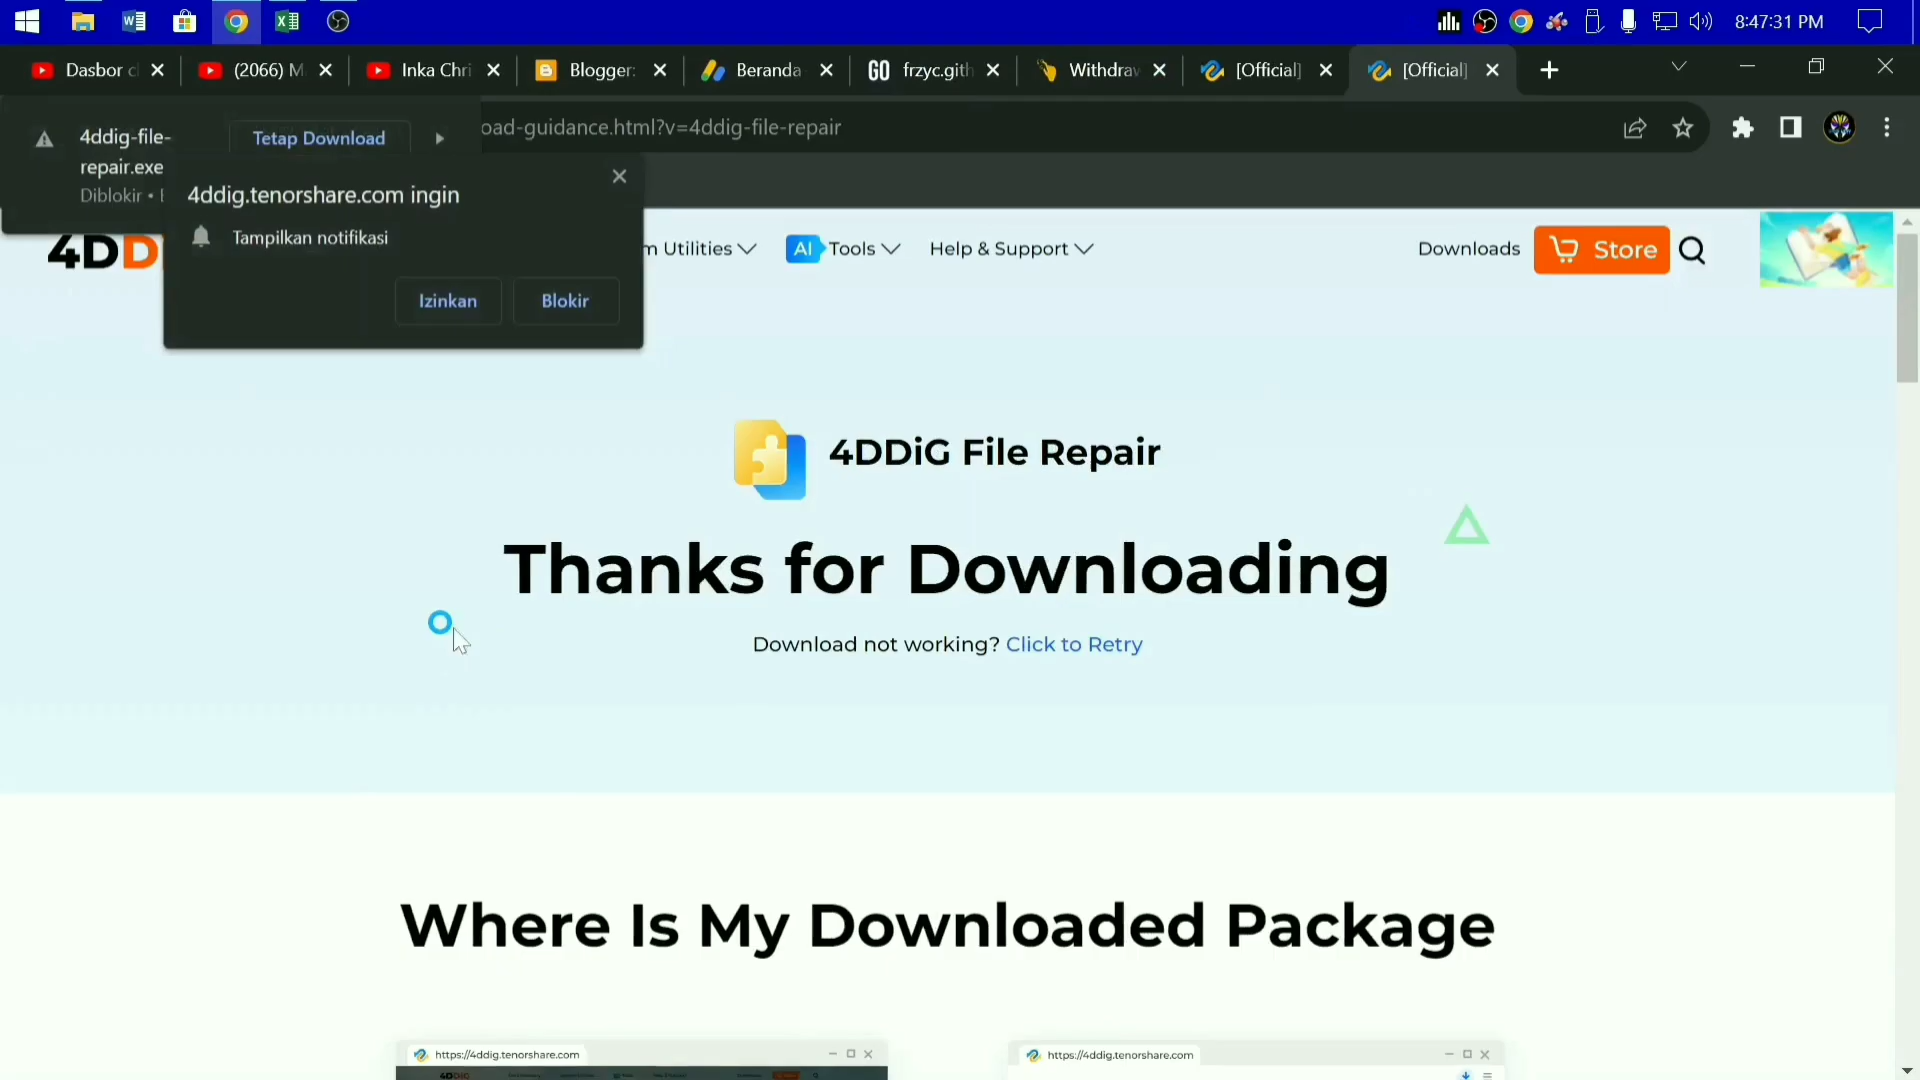 8:47:31 PM
Dasbor c
(2066) M
Inka Chri
Blogger:
Beranda
GO frzyc.gith
Withdrav
[Official]
[Official]
4ddig-file-
repair.exe
Diblokir •
Tetap Download
oad-guidance.html?v=4ddig-file-repair
4ddig.tenorshare.com ingin
Tampilkan notifikasi
Izinkan
Blokir
4DD
m Utilities
AI Tools
Help & Support
Downloads
Store
4DDiG File Repair
Thanks for Downloading
Download not working? Click to Retry
Where Is My Downloaded Package
https://4ddig.tenorshare.com
https://4ddig.tenorshare.com
4DDiG